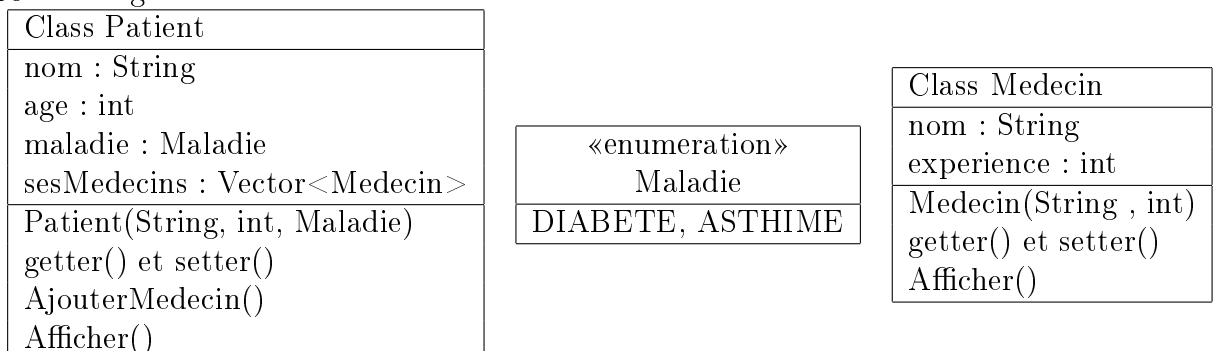 Class Patient
nom : String
age : int
maladie : Maladie
sesMedecins : Vector<Medecin>
Patient(String, int, Maladie)
getter() et setter()
AjouterMedecin()
Afficher()
«enumeration»
Maladie
DIABETE, ASTHIME
Class Medecin
nom : String
experience : int
Medecin(String , int)
getter() et setter()
Afficher()